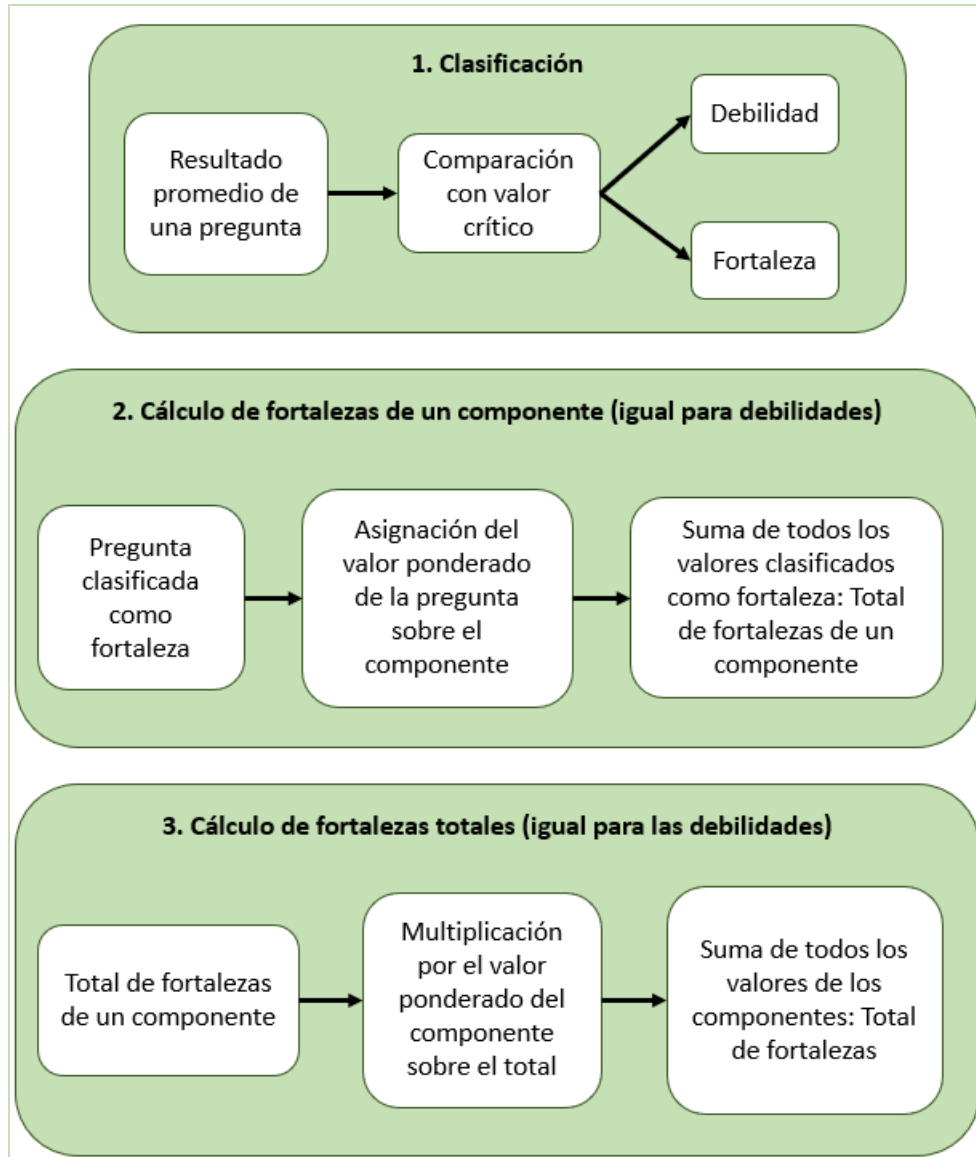 1. Clasificación
Resultado
promedio de
una pregunta
Comparación
con valor
crítico
Debilidad
Fortaleza
2. Cálculo de fortalezas de un componente (igual para debilidades)
Pregunta
clasificada
como
fortaleza
Asignación del
valor ponderado
de la pregunta
sobre el
componente
Suma de todos los
valores clasificados
como fortaleza: Total
de fortalezas de un
componente
3. Cálculo de fortalezas totales (igual para las debilidades)
Total de fortalezas
de un componente
Multiplicación
por el valor
ponderado del
componente
sobre el total
Suma de todos los
valores de los
componentes: Total
de fortalezas